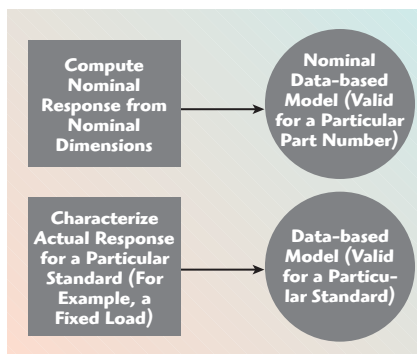 Compute
Nominal
Response from
Nominal
Dimensions
Nominal
Data-based
Model (Valid
for a Particular
Part Number)
Characterize
Actual Response
for a Particular
Standard (For
Example, a
Fixed Load)
Data-based
Model (Valid
for a Particu-
lar Standard)